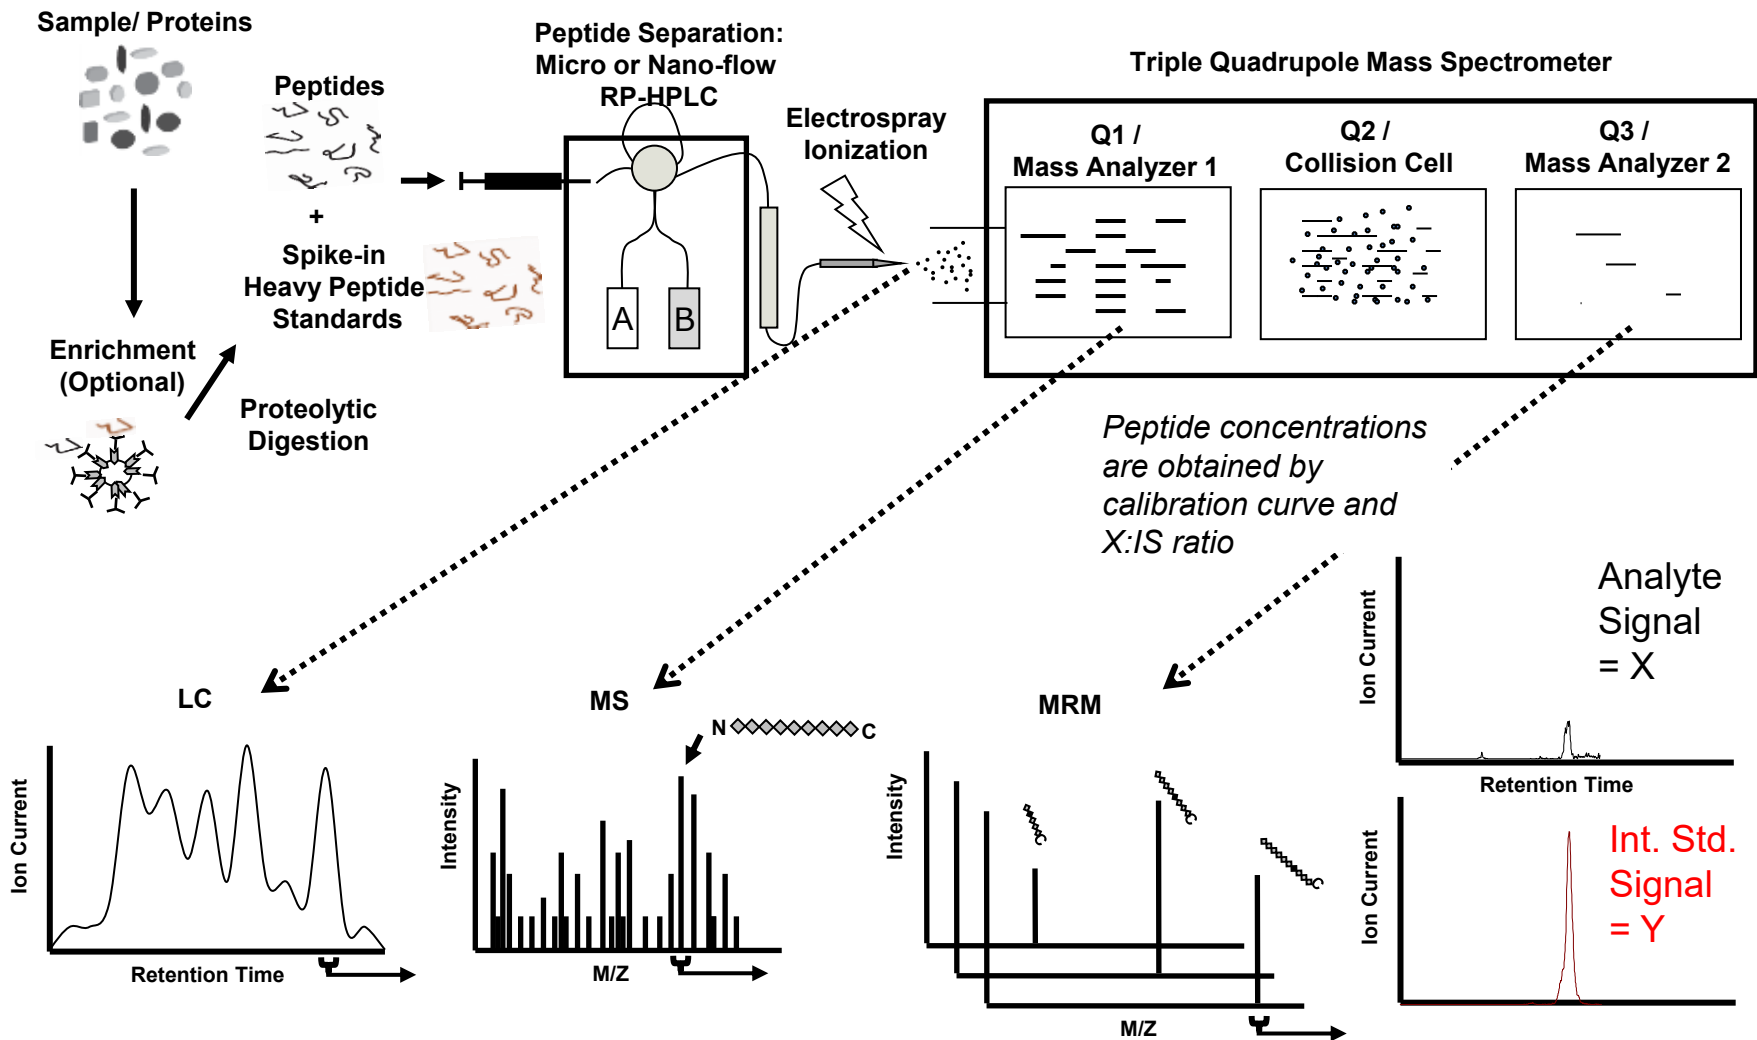 Sample/ Proteins
Peptides
+
Spike-in
Heavy Peptide
Standards
Enrichment
(Optional)
Proteolytic
Digestion
Peptide Separation:
Micro or Nano-flow
RP-HPLC
A
B
Electrospray
Ionization
Triple Quadrupole Mass Spectrometer
Q1 /
Mass Analyzer 1
Q2 /
Collision Cell
Q3 /
Mass Analyzer 2
Peptide concentrations
are obtained by
calibration curve and
X:IS ratio
LC
Ion Current
Retention Time
MS
N
C
Intensity
M/Z
MRM
Intensity
M/Z
Ion Current
Analyte
Signal
= X
Retention Time
Ion Current
Int. Std.
Signal
= Y